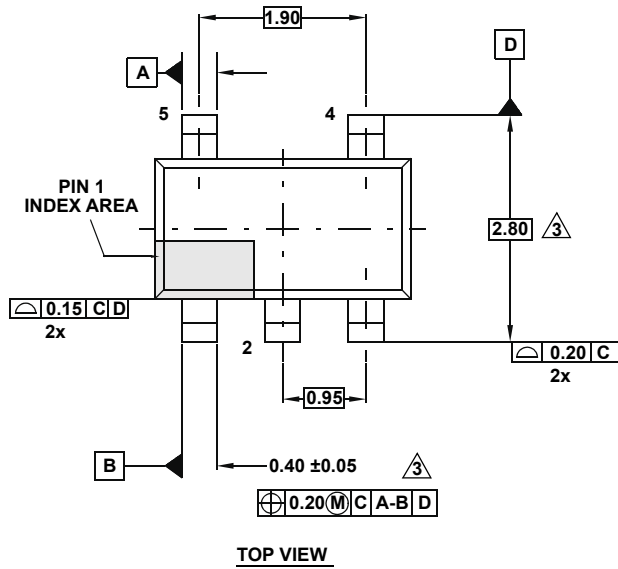 1.90
A
D
5
4
PIN 1
INDEX AREA
2.80
3
0.15 C D
2x
2
0.20 C
2x
0.95
B
0.40 ±0.05
3
0.20 M C A-B D
TOP VIEW